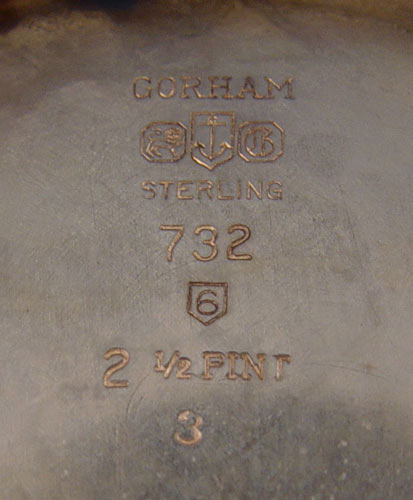 GORHAM
G
STERLING
732
6
2 1/2 PINT
3